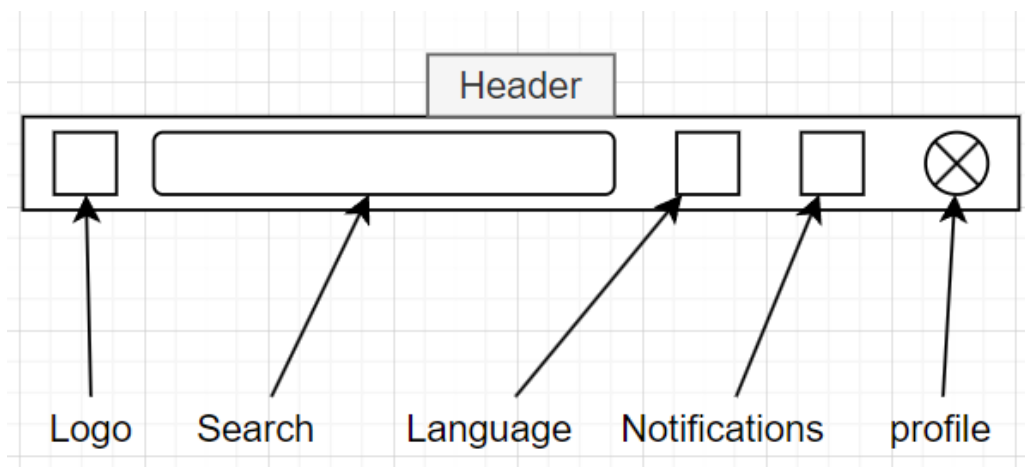 Header
Logo
Search
Language
Notifications
profile